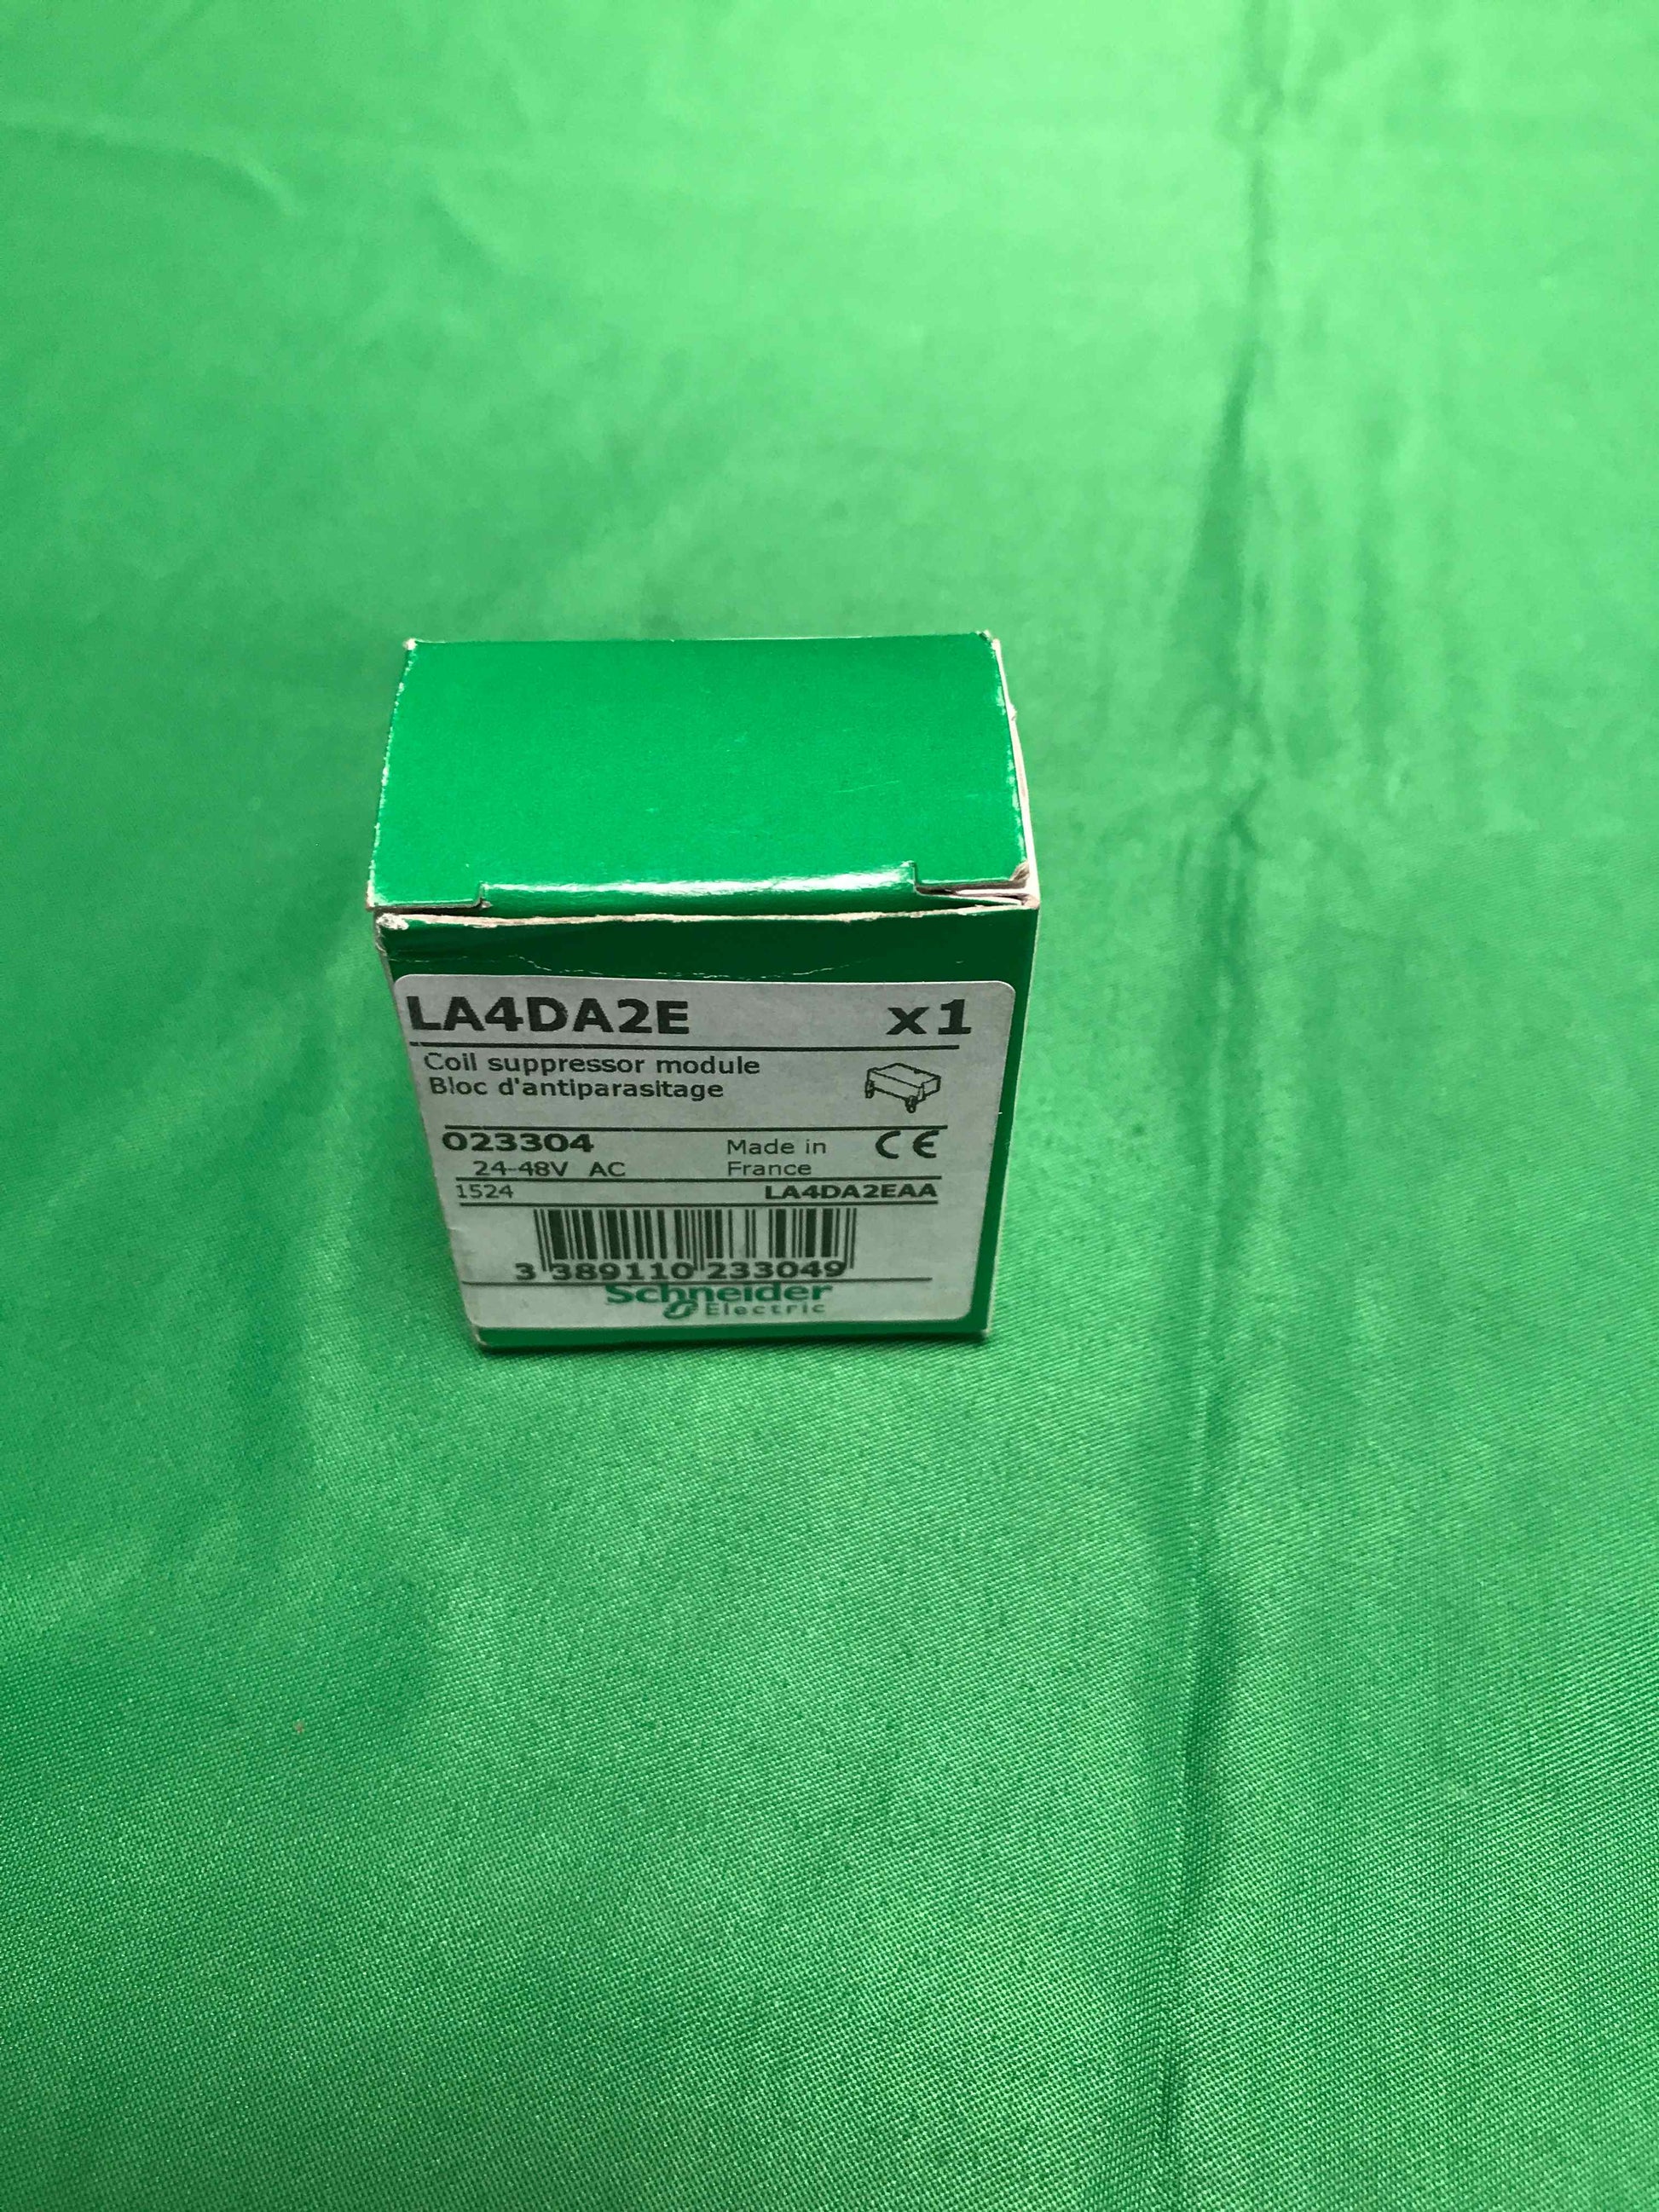 LA4DA2E x1
Coil suppressor module
Bloc d'antiparasitage
023304 Made in CE
24-48V AC France
1524 LA4DA2EAA
3 389110 233049
Schneider
Electric